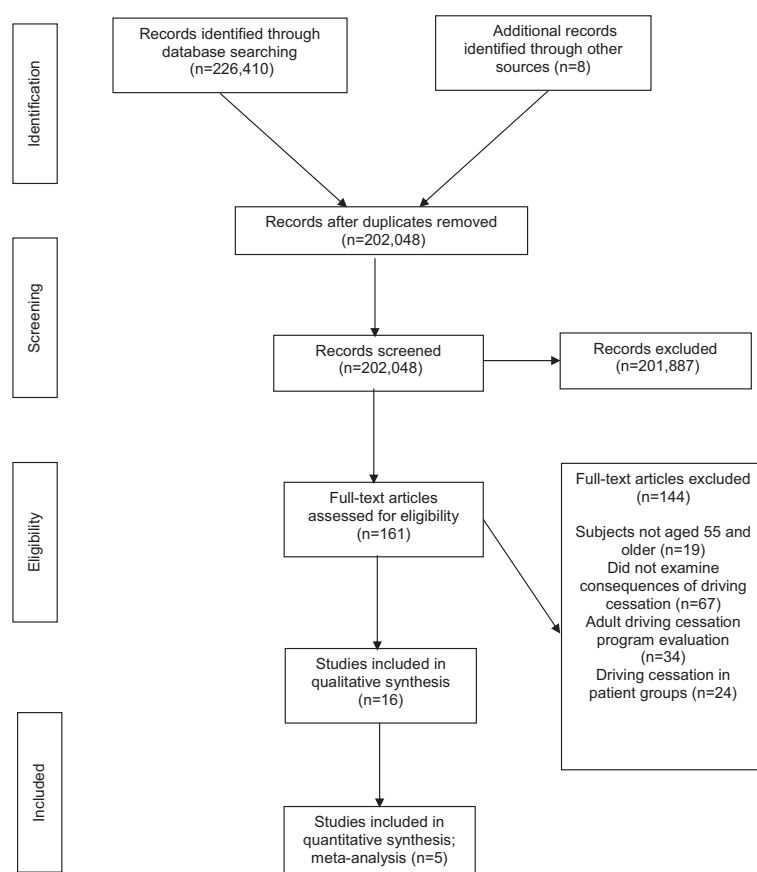 Identification
Records identified through
database searching
(n=226,410)
Additional records
identified through other
sources (n=8)
Records after duplicates removed
(n=202,048)
Screening
Records screened
(n=202,048)
Records excluded
(n=201,887)
Eligibility
Full-text articles
assessed for eligibility
(n=161)
Full-text articles excluded
(n=144)
Subjects not aged 55 and
older (n=19)
Did not examine
consequences of driving
cessation (n=67)
Adult driving cessation
program evaluation
(n=34)
Driving cessation in
patient groups (n=24)
Studies included in
qualitative synthesis
(n=16)
Included
Studies included in
quantitative synthesis;
meta-analysis (n=5)